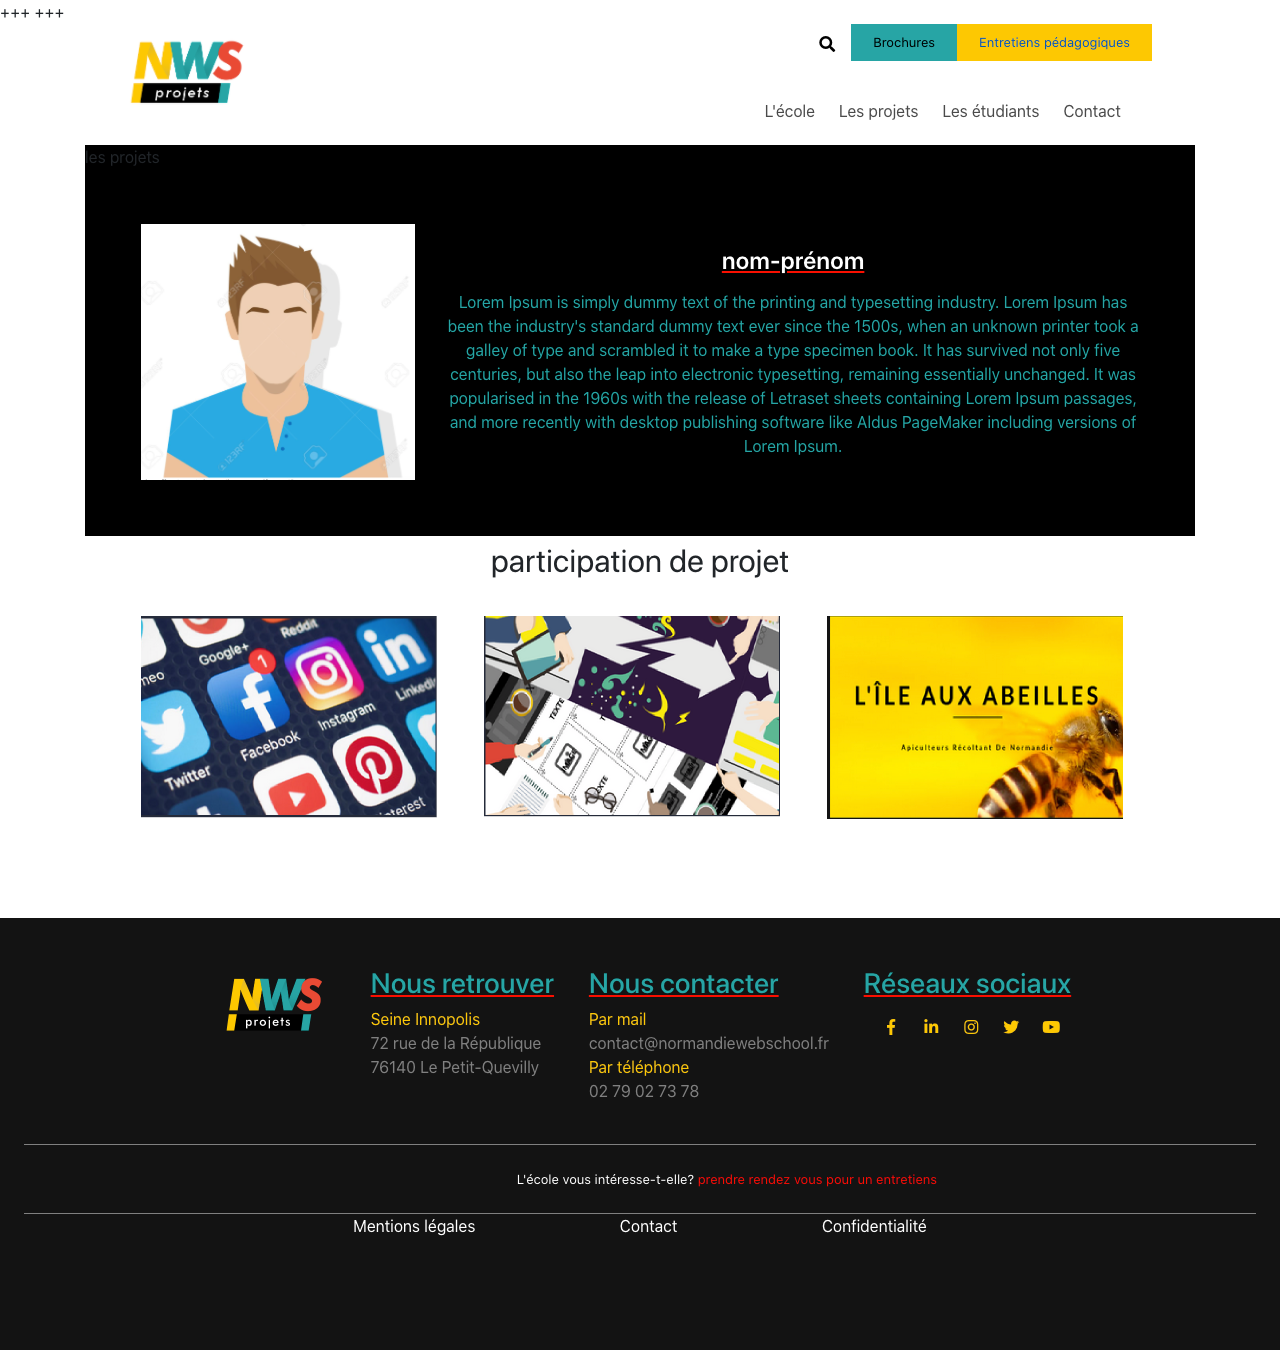 +++ +++
NWS
projets
Brochures
Entretiens pédagogiques
L'école
Les projets
Les étudiants
Contact
les projets
nom-prénom
Lorem Ipsum is simply dummy text of the printing and typesetting industry. Lorem Ipsum has
been the industry's standard dummy text ever since the 1500s, when an unknown printer took a
galley of type and scrambled it to make a type specimen book. It has survived not only five
centuries, but also the leap into electronic typesetting, remaining essentially unchanged. It was
popularised in the 1960s with the release of Letraset sheets containing Lorem Ipsum passages,
and more recently with desktop publishing software like Aldus PageMaker including versions of
Lorem Ipsum.
participation de projet
Reddit
Google+
1
Instagram
Facebook
Twitter
TEXTE
L'ÎLE AUX ABEILLES
Apiculteurs Récoltant De Normandie
NWS
projets
Nous retrouver
Seine Innopolis
72 rue de la République
76140 Le Petit-Quevilly
Nous contacter
Par mail
contact@normandiewebschool.fr
Par téléphone
02 79 02 73 78
Réseaux sociaux
L'école vous intéresse-t-elle? prendre rendez vous pour un entretiens
Mentions légales
Contact
Confidentialité